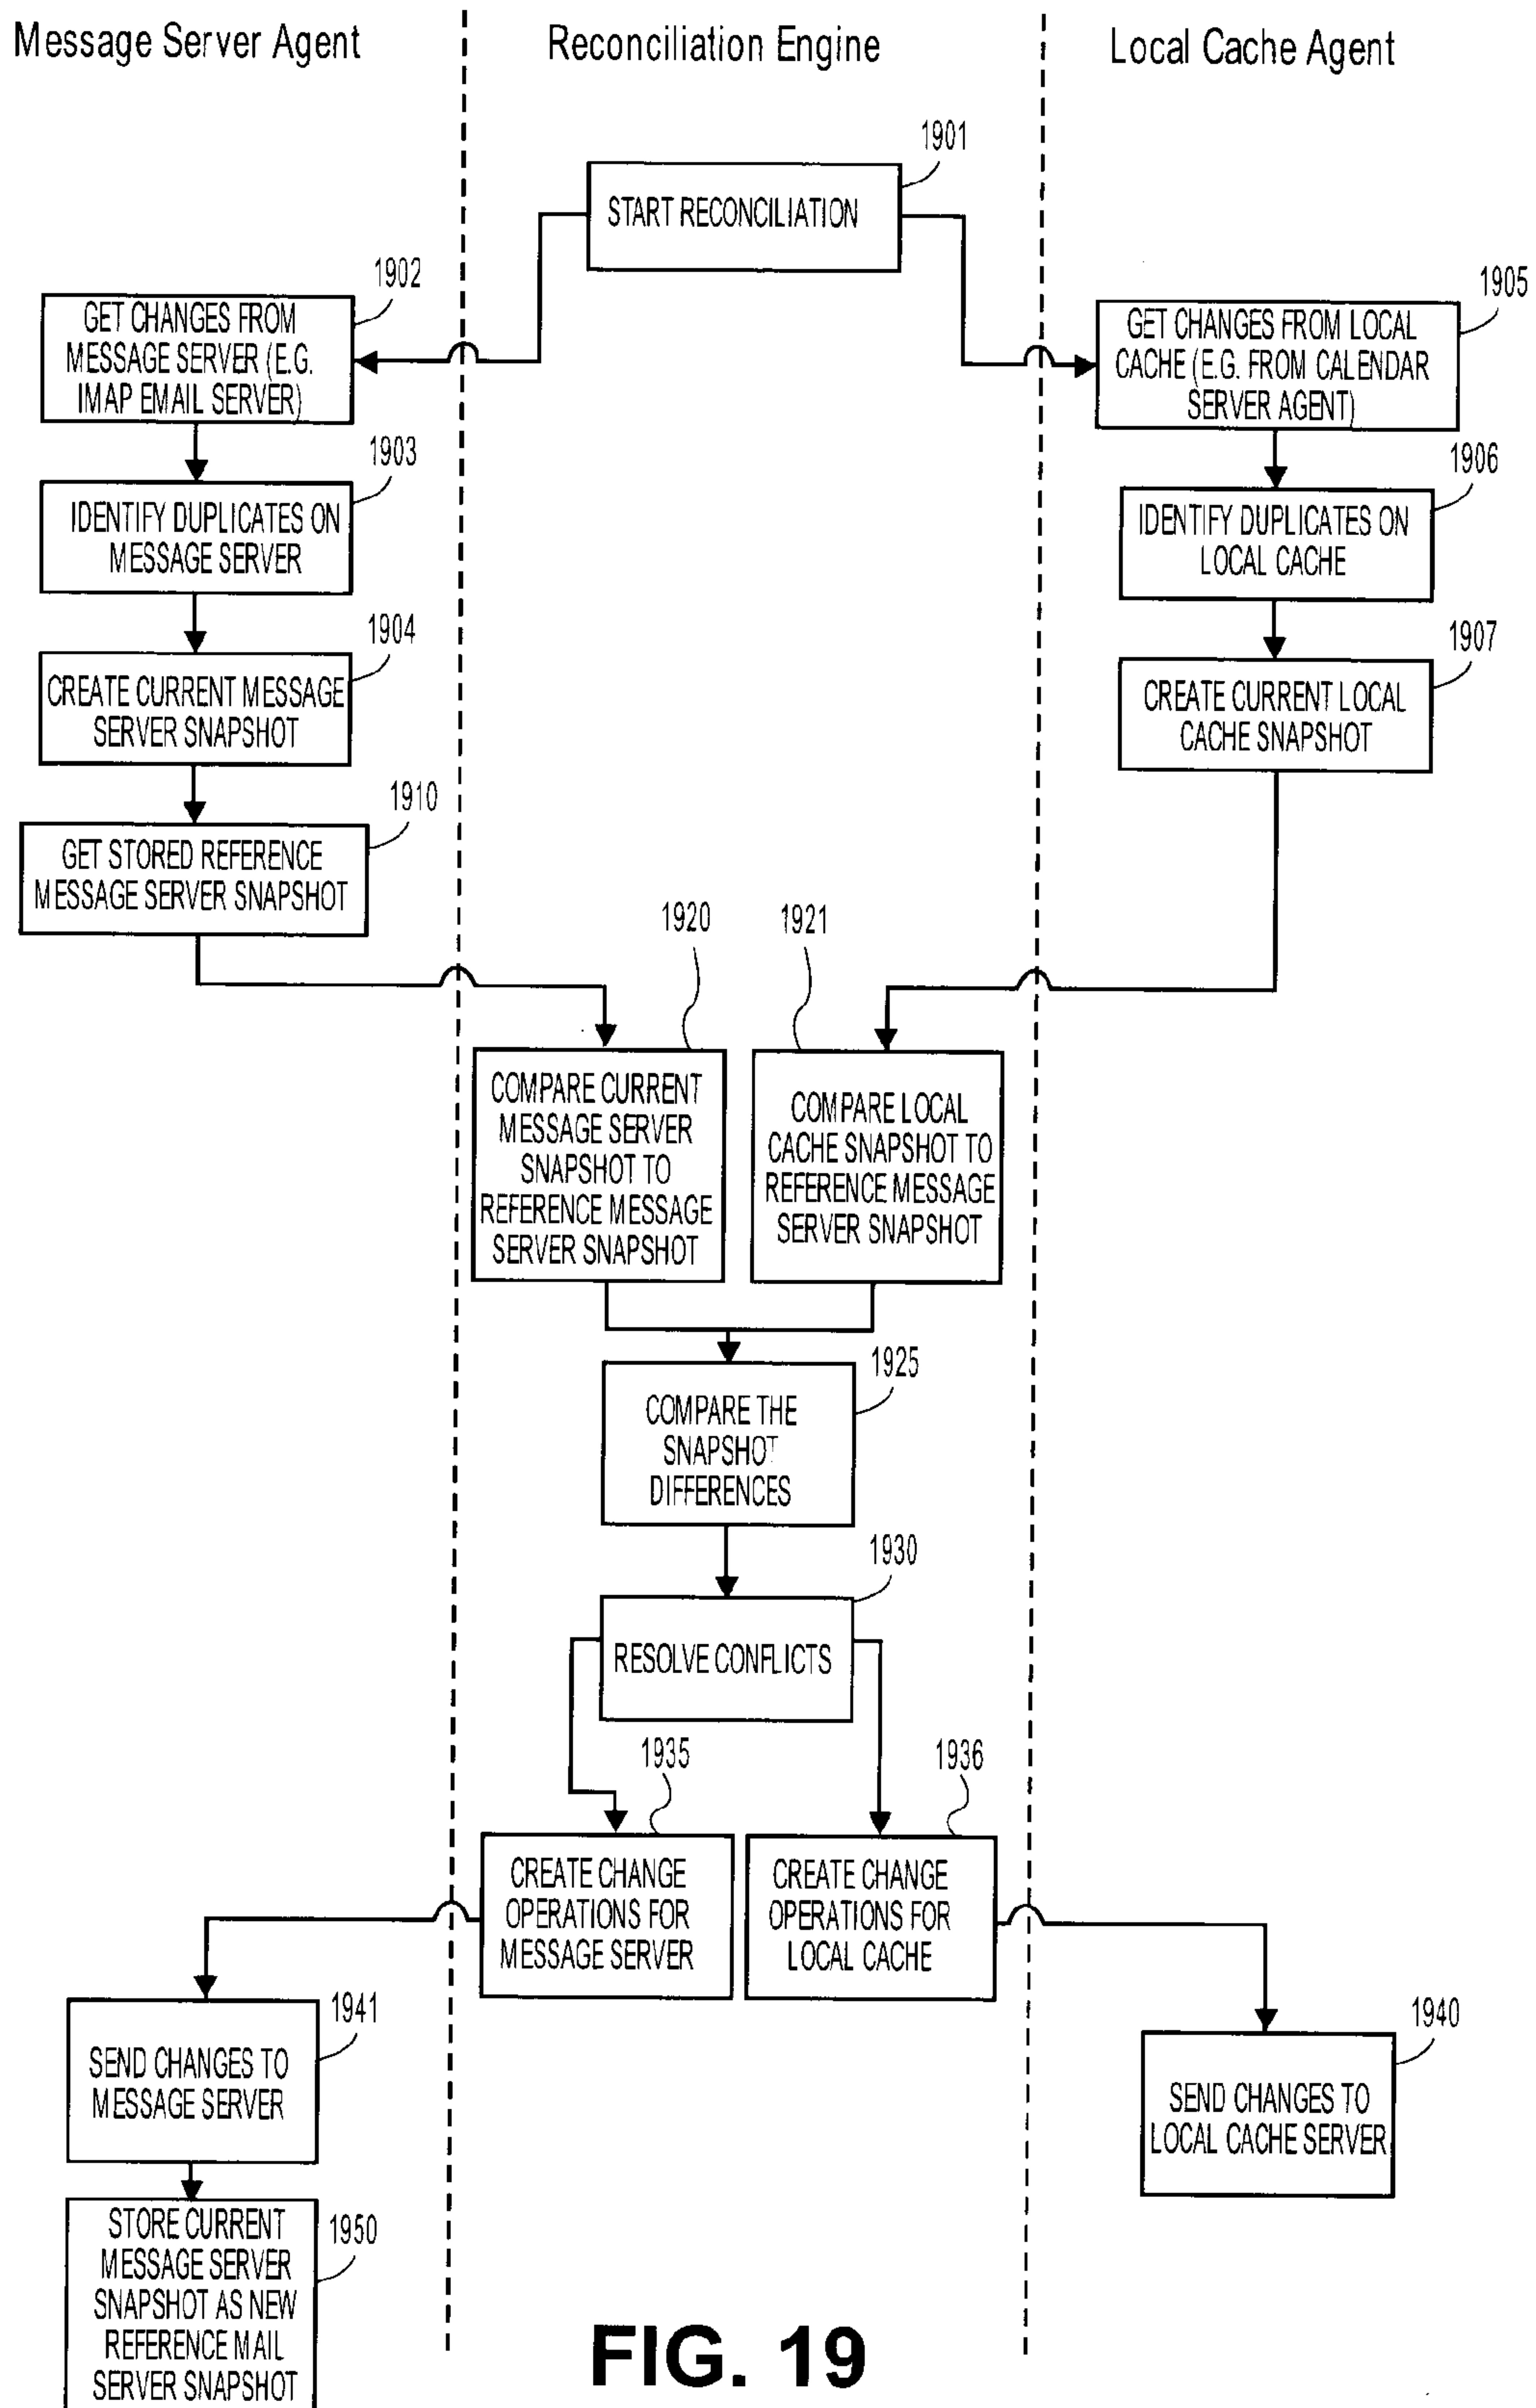 Message Server Agent
Reconciliation Engine
Local Cache Agent
1901
START RECONCILIATION
1902
GET CHANGES FROM
MESSAGE SERVER (E.G.
IMAP EMAIL SERVER)
1905
GET CHANGES FROM LOCAL
CACHE (E.G. FROM CALENDAR
SERVER AGENT)
1903
IDENTIFY DUPLICATES ON
MESSAGE SERVER
1906
IDENTIFY DUPLICATES ON
LOCAL CACHE
1904
CREATE CURRENT MESSAGE
SERVER SNAPSHOT
1907
CREATE CURRENT LOCAL
CACHE SNAPSHOT
1910
GET STORED REFERENCE
MESSAGE SERVER SNAPSHOT
1920
COMPARE CURRENT
MESSAGE SERVER
SNAPSHOT TO
REFERENCE MESSAGE
SERVER SNAPSHOT
1921
COMPARE LOCAL
CACHE SNAPSHOT TO
REFERENCE MESSAGE
SERVER SNAPSHOT
1925
COMPARE THE
SNAPSHOT
DIFFERENCES
1930
RESOLVE CONFLICTS
1935
CREATE CHANGE
OPERATIONS FOR
MESSAGE SERVER
1936
CREATE CHANGE
OPERATIONS FOR
LOCAL CACHE
1941
SEND CHANGES TO
MESSAGE SERVER
1940
SEND CHANGES TO
LOCAL CACHE SERVER
1950
STORE CURRENT
MESSAGE SERVER
SNAPSHOT AS NEW
REFERENCE MAIL
SERVER SNAPSHOT
FIG. 19